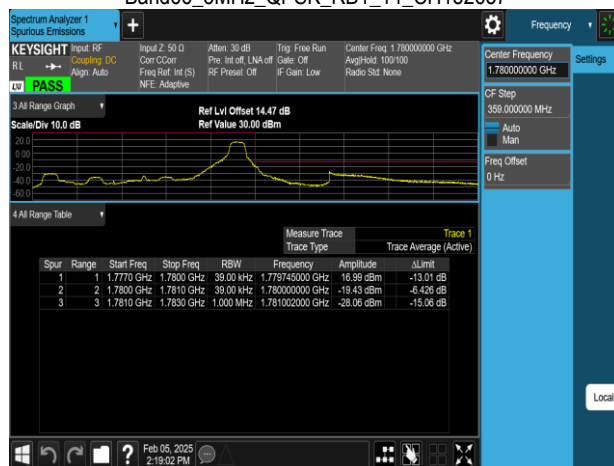 Spectrum Analyzer 1
Spurious Emissions
Frequency
KEYSIGHT
Input: RF
Coupling: DC
Align: Auto
Input Z: 50 Ω
Corr CCorr
Freq Ref: Int (S)
NFE: Adaptive
Atten: 30 dB
Pre: Int off, LNA off
RF Preset: Off
Trig: Free Run
Gate: Off
IF Gain: Low
Center Freq: 1.780000000 GHz
Avg|Hold: 100/100
Radio Std: None
RL
LXI
PASS
Center Frequency
1.780000000 GHz
Settings
CF Step
359.000000 MHz
Auto
Man
Freq Offset
0 Hz
3 All Range Graph
Scale/Div 10.0 dB
Ref Lvl Offset 14.47 dB
Ref Value 30.00 dBm
20.0
0.00
-20.0
-40.0
-60.0
4 All Range Table
Measure Trace Trace 1
Trace Type Trace Average (Active)
Spur Range Start Freq Stop Freq RBW Frequency Amplitude ΔLimit
1 1 1.7770 GHz 1.7800 GHz 39.00 kHz 1.779745000 GHz 16.99 dBm -13.01 dB
2 2 1.7800 GHz 1.7810 GHz 39.00 kHz 1.780000000 GHz -19.43 dBm -6.426 dB
3 3 1.7810 GHz 1.7830 GHz 1.000 MHz 1.781002000 GHz -28.06 dBm -15.06 dB
Local
?
Feb 05, 2025
2:19:02 PM